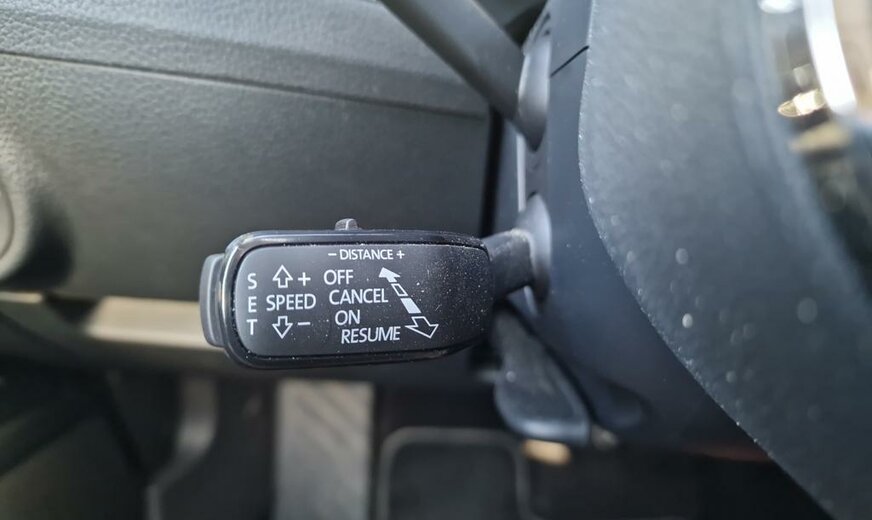 - DISTANCE +
S E T
+ OFF
SPEED CANCEL
- ON
RESUME